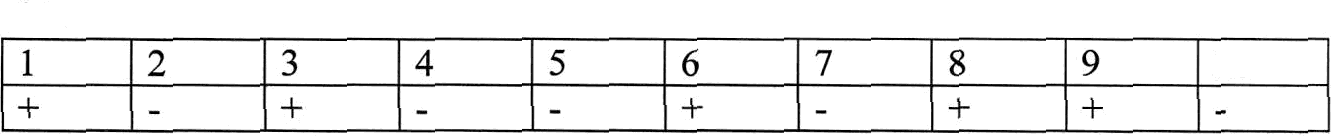 1 2 3 4 5 6 7 8 9
+ - + - - + - + + -